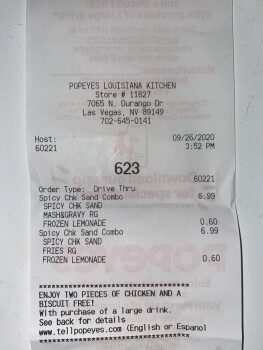 POPEYES LOUISIANA KITCHEN
Store # 11827
7065 N. Durango Dr
Las Vegas, NV 89149
702-645-0141
Host: 09/26/2020
60221 3:52 PM
623
60221
Order Type: Drive Thru
Spicy Chk Sand Combo 6.99
SPICY CHK SAND
MASH&GRAVY RG
FROZEN LEMONADE 0.60
Spicy Chk Sand Combo 6.99
SPICY CHK SAND
FRIES RG
FROZEN LEMONADE 0.60
ENJOY TWO PIECES OF CHICKEN AND A
BISCUIT FREE!
With purchase of a large drink.
See back for details
www.tellpopeyes.com (English or Espanol